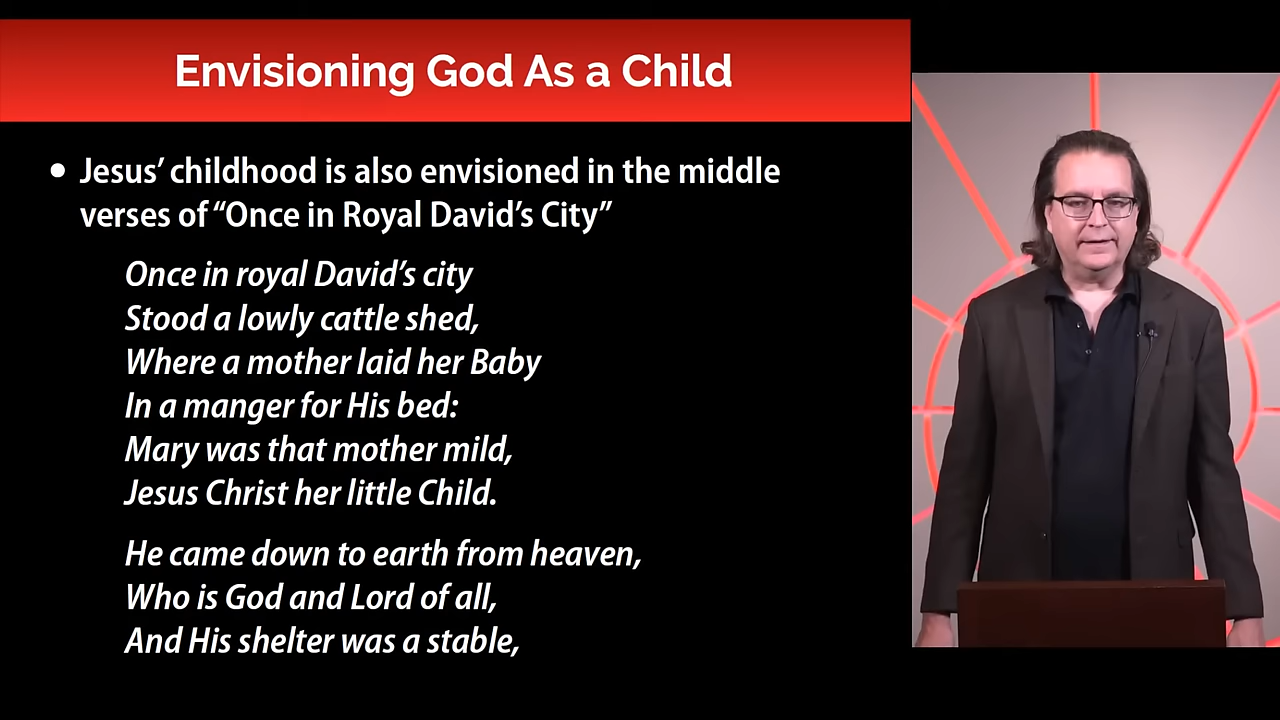 Envisioning God As a Child
• Jesus’ childhood is also envisioned in the middle
verses of “Once in Royal David’s City”
Once in royal David’s city
Stood a lowly cattle shed,
Where a mother laid her Baby
In a manger for His bed:
Mary was that mother mild,
Jesus Christ her little Child.
He came down to earth from heaven,
Who is God and Lord of all,
And His shelter was a stable,